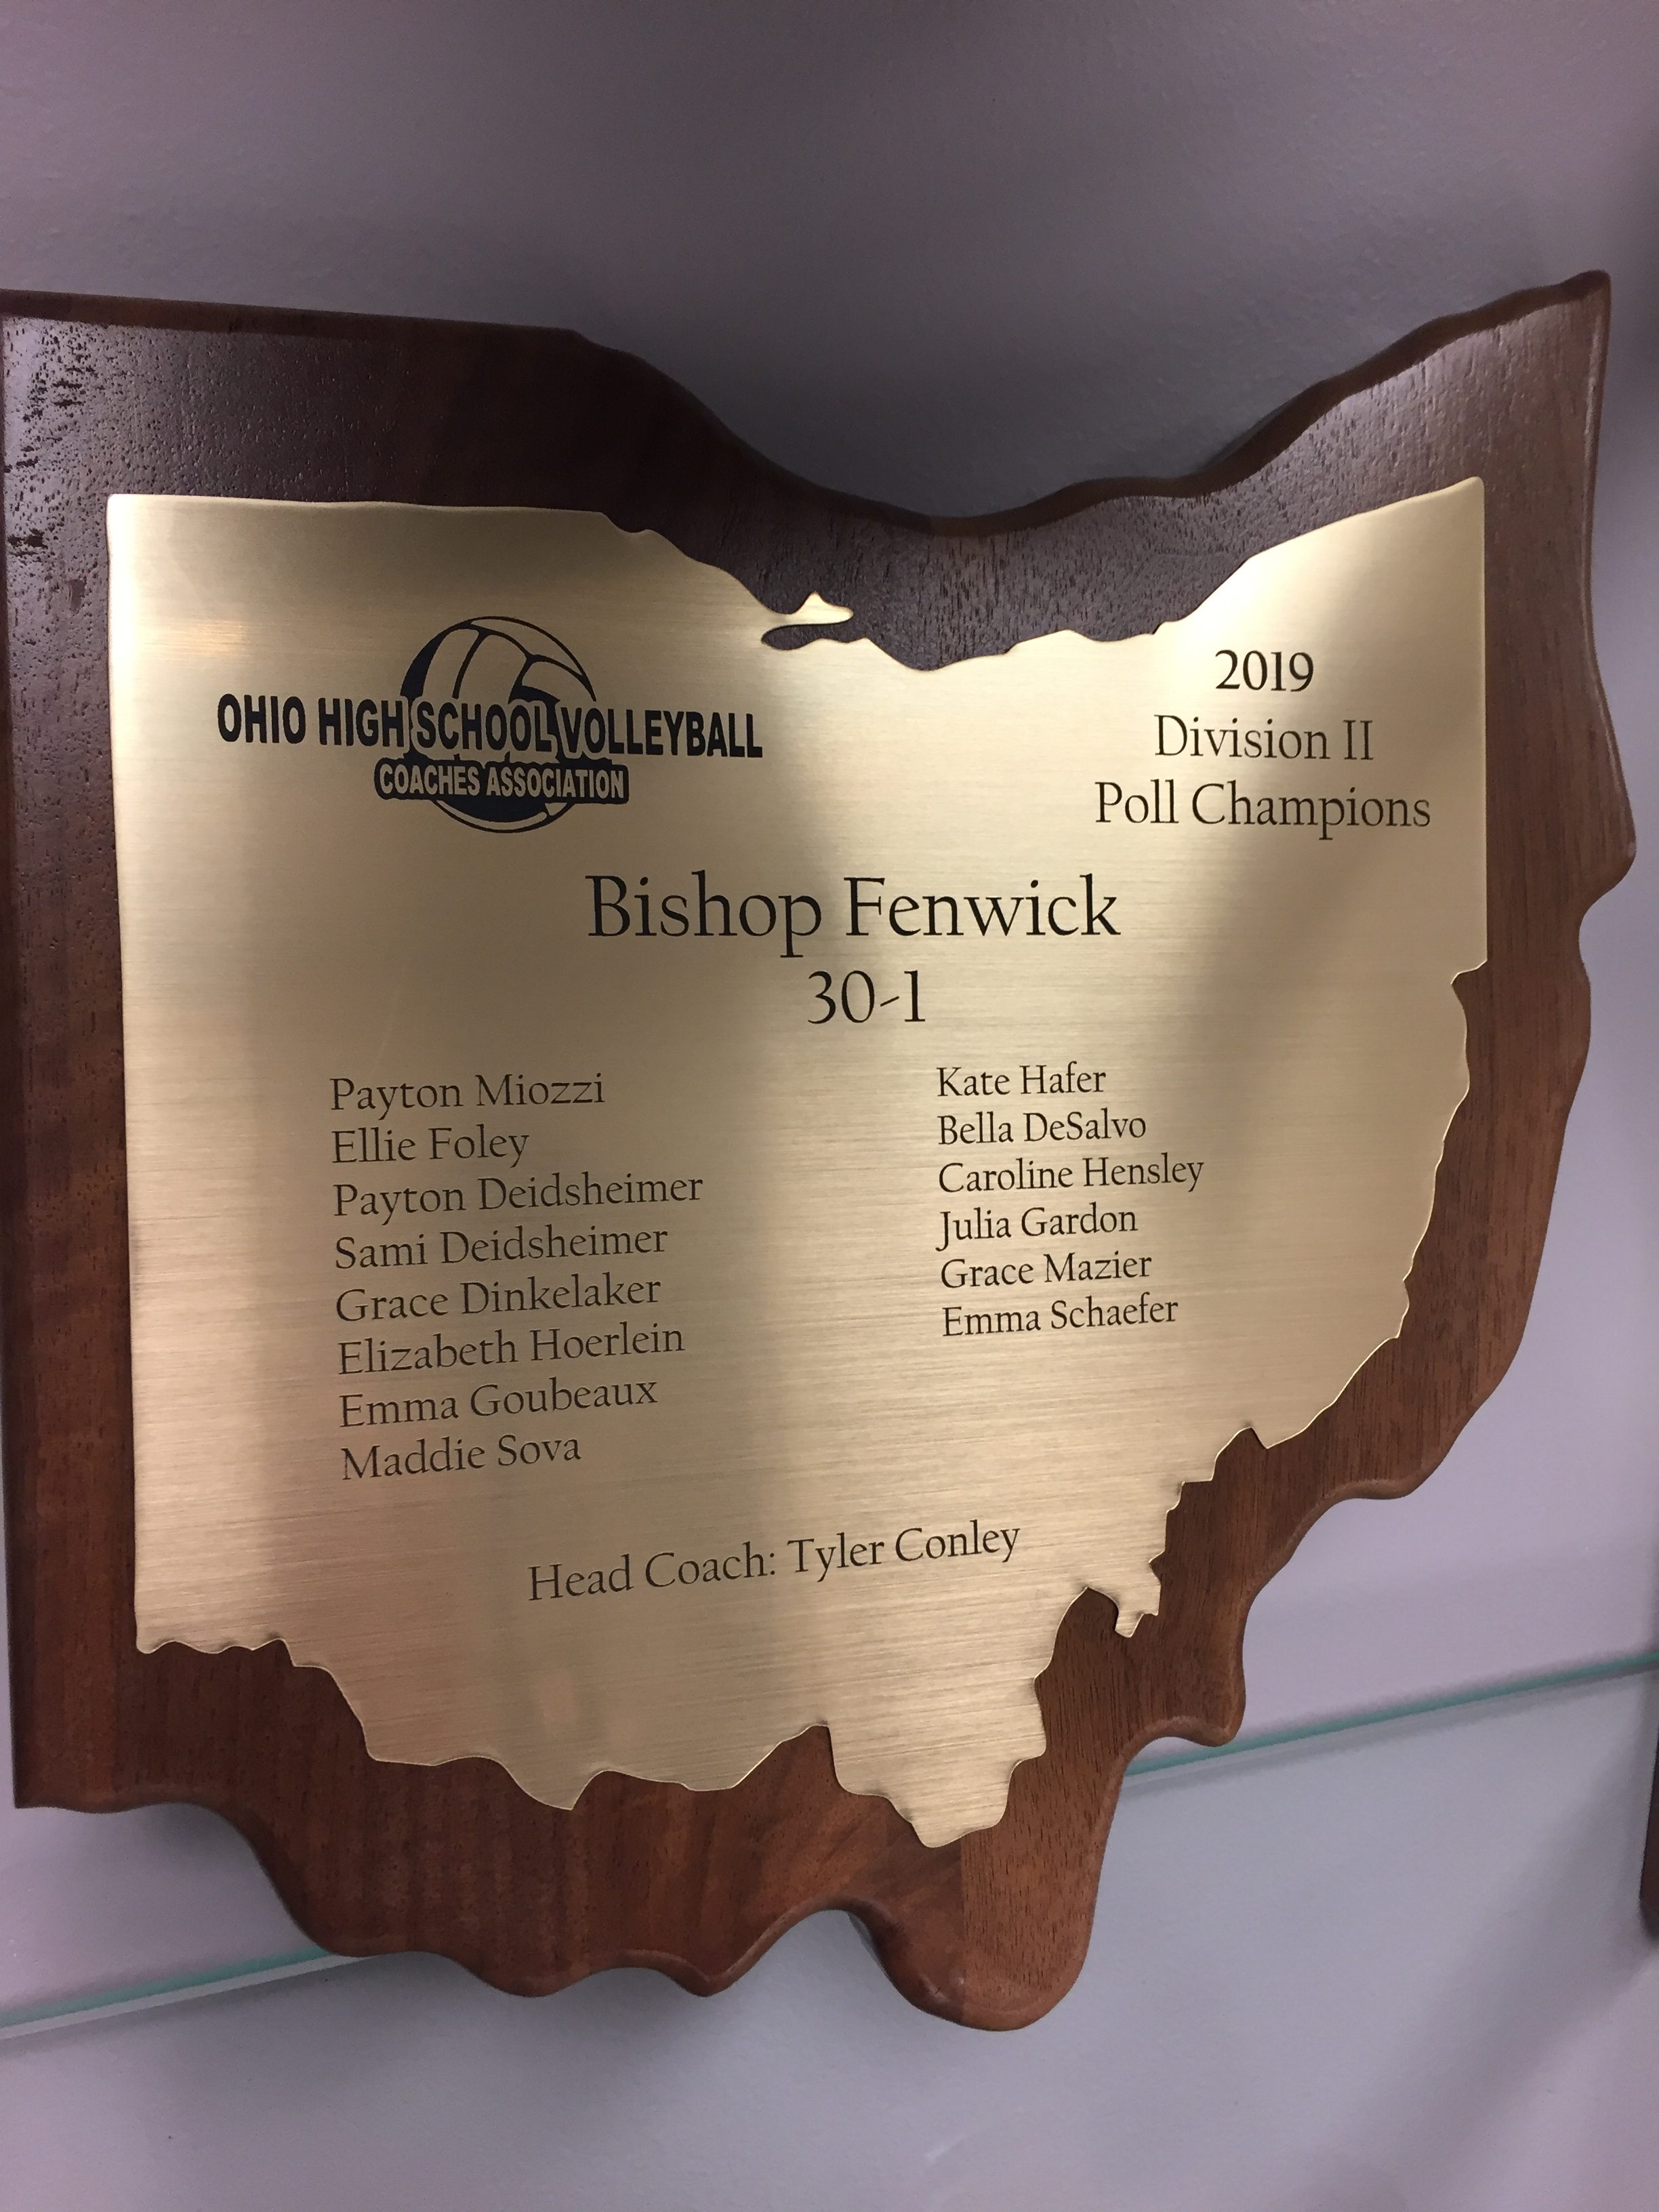 OHIO HIGH SCHOOL VOLLEYBALL
COACHES ASSOCIATION
2019
Division II
Poll Champions
Bishop Fenwick
30-1
Payton Miozzi
Ellie Foley
Payton Deidsheimer
Sami Deidsheimer
Grace Dinkelaker
Elizabeth Hoerlein
Emma Goubeaux
Maddie Sova
Kate Hafer
Bella DeSalvo
Caroline Hensley
Julia Gardon
Grace Mazier
Emma Schaefer
Head Coach: Tyler Conley